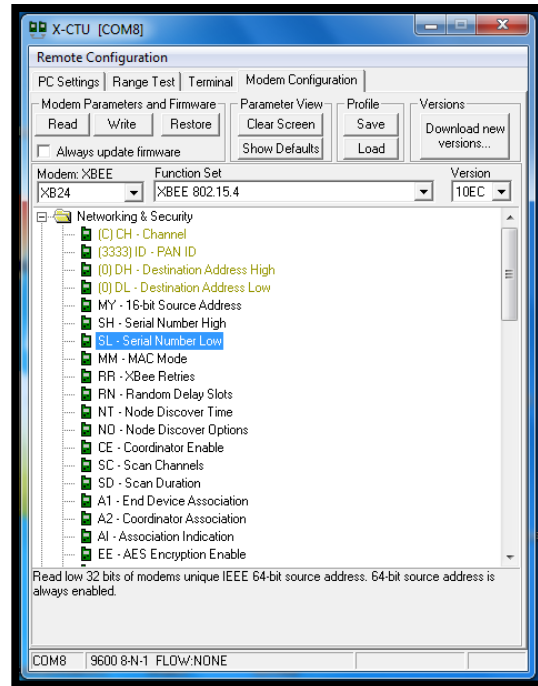 X-CTU [COM8]
Remote Configuration
PC Settings Range Test Terminal Modem Configuration
Modem Parameters and Firmware Parameter View Profile Versions
Read Write Restore Clear Screen Save Download new versions...
Always update firmware Show Defaults Load
Modem: XBEE Function Set Version
XB24 XBEE 802.15.4 10EC
Networking & Security
(C) CH - Channel
(3333) ID - PAN ID
(0) DH - Destination Address High
(0) DL - Destination Address Low
MY - 16-bit Source Address
SH - Serial Number High
SL - Serial Number Low
MM - MAC Mode
RR - XBee Retries
RN - Random Delay Slots
NT - Node Discover Time
NO - Node Discover Options
CE - Coordinator Enable
SC - Scan Channels
SD - Scan Duration
A1 - End Device Association
A2 - Coordinator Association
AI - Association Indication
EE - AES Encryption Enable
Read low 32 bits of modems unique IEEE 64-bit source address. 64-bit source address is
always enabled.
COM8 9600 8-N-1 FLOW:NONE